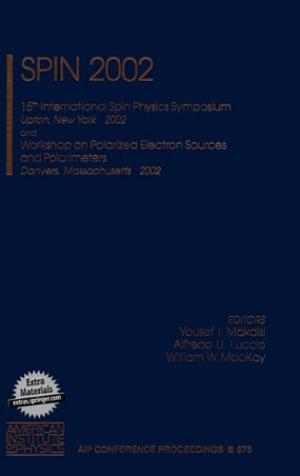 SPIN 2002
15th International Spin Physics Symposium
Upton, New York 2002
and
Workshop on Polarized Electron Sources
and Polarimeters
Danvers, Massachusetts 2002
EDITORS
Yousef I. Makdisi
Alfredo U. Luccio
William W. MacKay
Extra
Materials
extras.springer.com
AMERICAN
INSTITUTE
OF PHYSICS
AIP CONFERENCE PROCEEDINGS 675